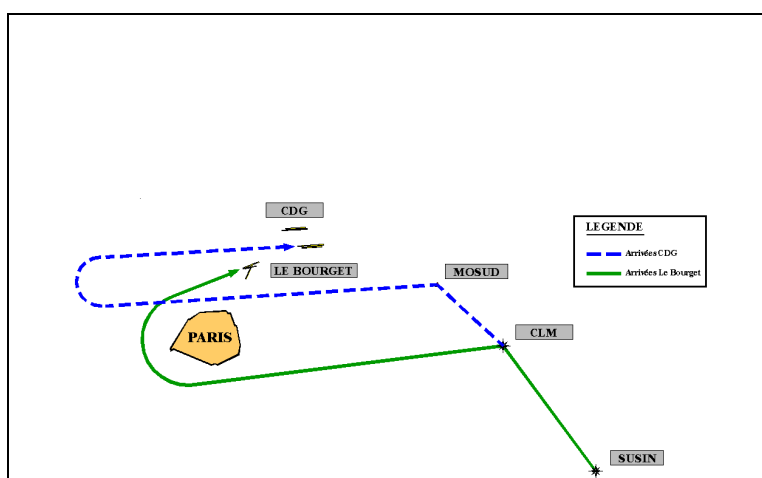 CDG
LEGENDE
Arrivées CDG
Arrivées Le Bourget
LE BOURGET
MOSUD
CLM
PARIS
SUSIN